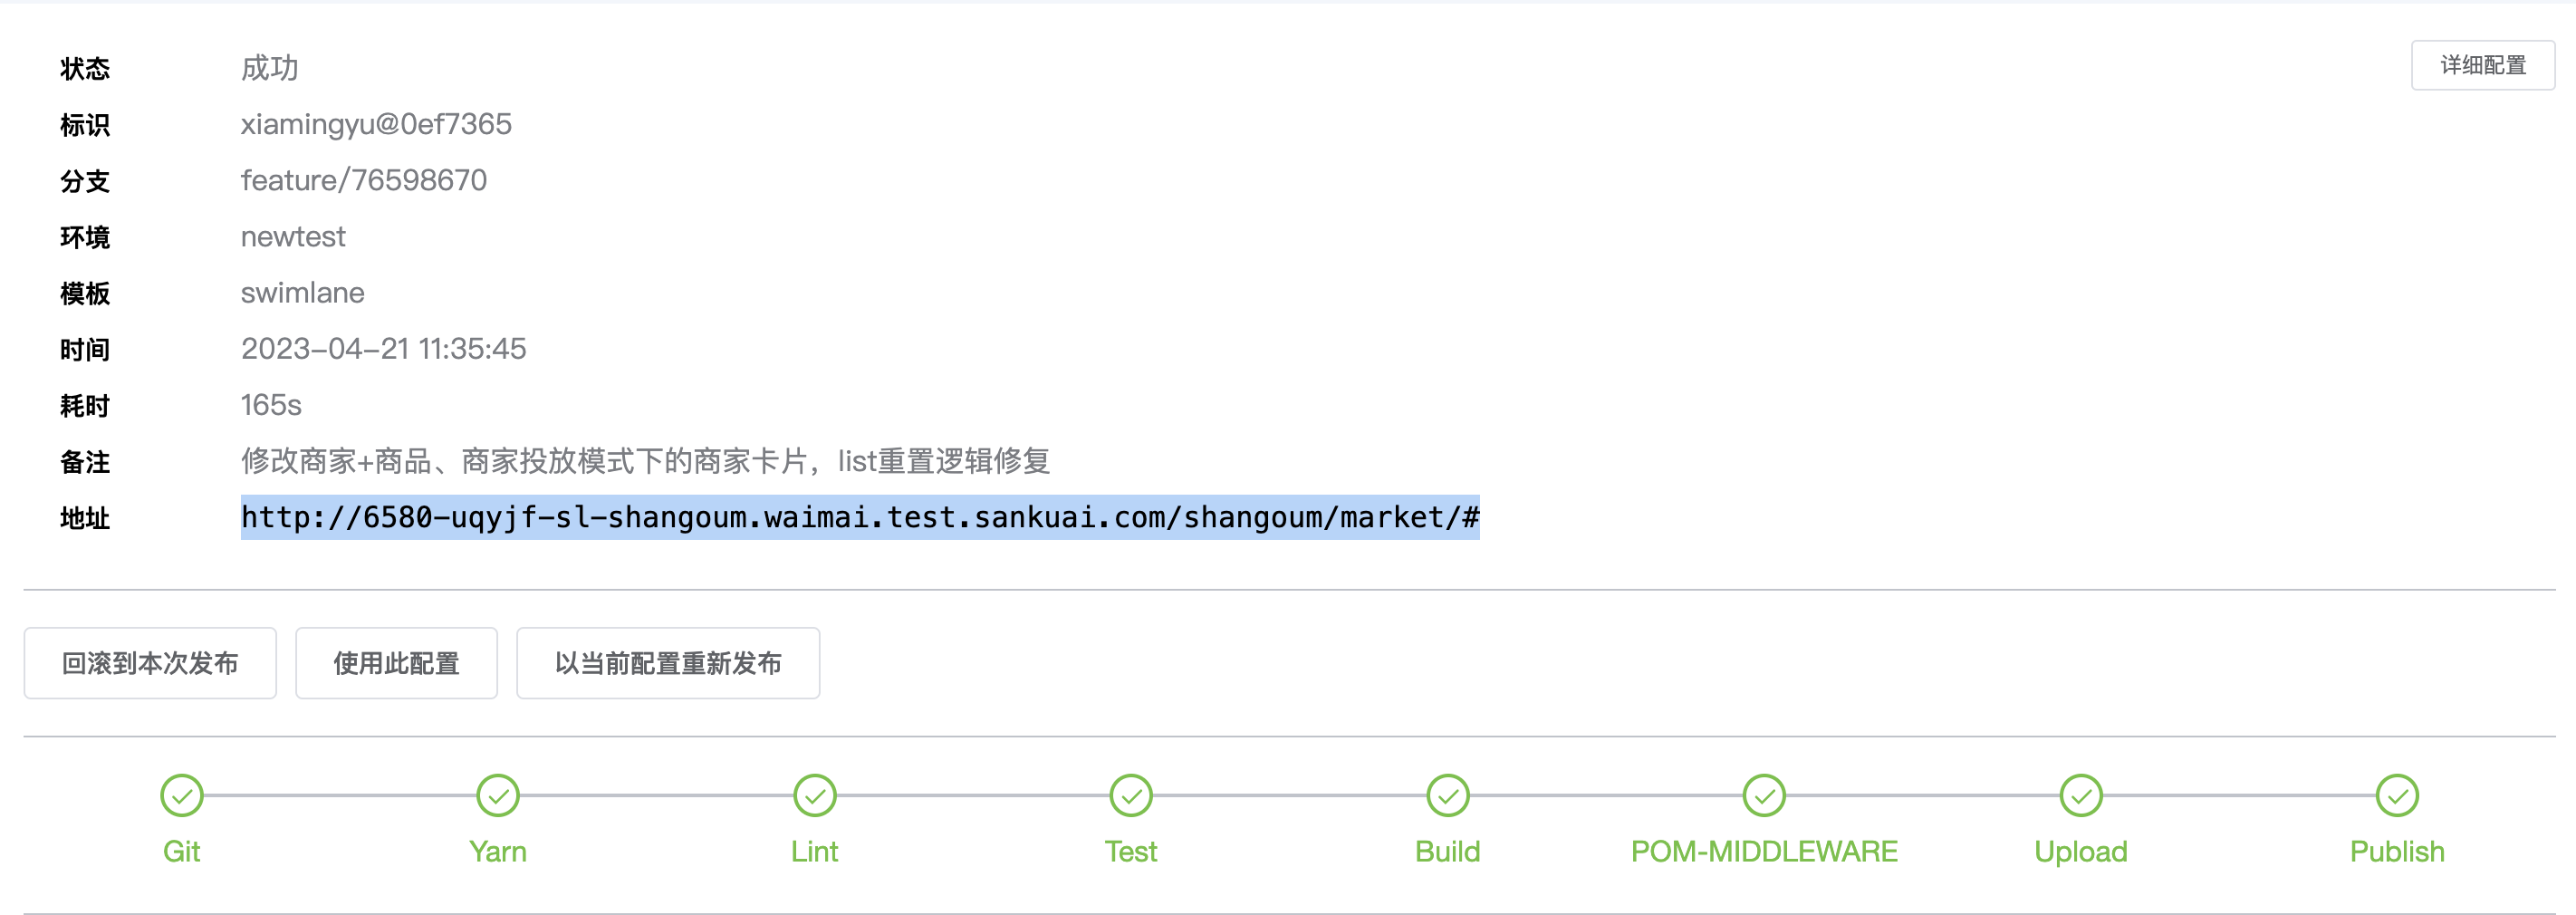 状态 成功
详细配置
标识 xiamingyu@0ef7365
分支 feature/76598670
环境 newtest
模板 swimlane
时间 2023-04-21 11:35:45
耗时 165s
备注 修改商家+商品、商家投放模式下的商家卡片，list重置逻辑修复
地址 http://6580-uqyjf-sl-shangoum.waimai.test.sankuai.com/shangoum/market/#
回滚到本次发布 使用此配置 以当前配置重新发布
Git Yarn Lint Test Build POM-MIDDLEWARE Upload Publish